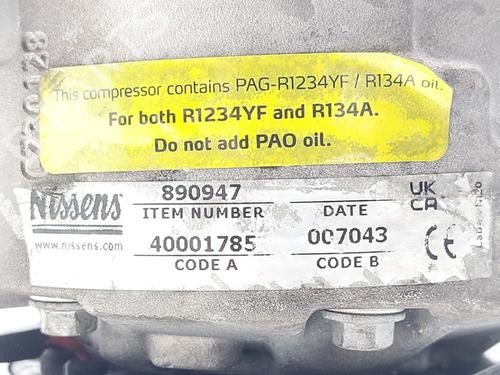 This compressor contains PAG-R1234YF / R134A oil.
For both R1234YF and R134A.
Do not add PAO oil.
Nissens
www.nissens.com
890947
ITEM NUMBER
DATE
UK
CA
40001785
007043
CE
CODE A
CODE B